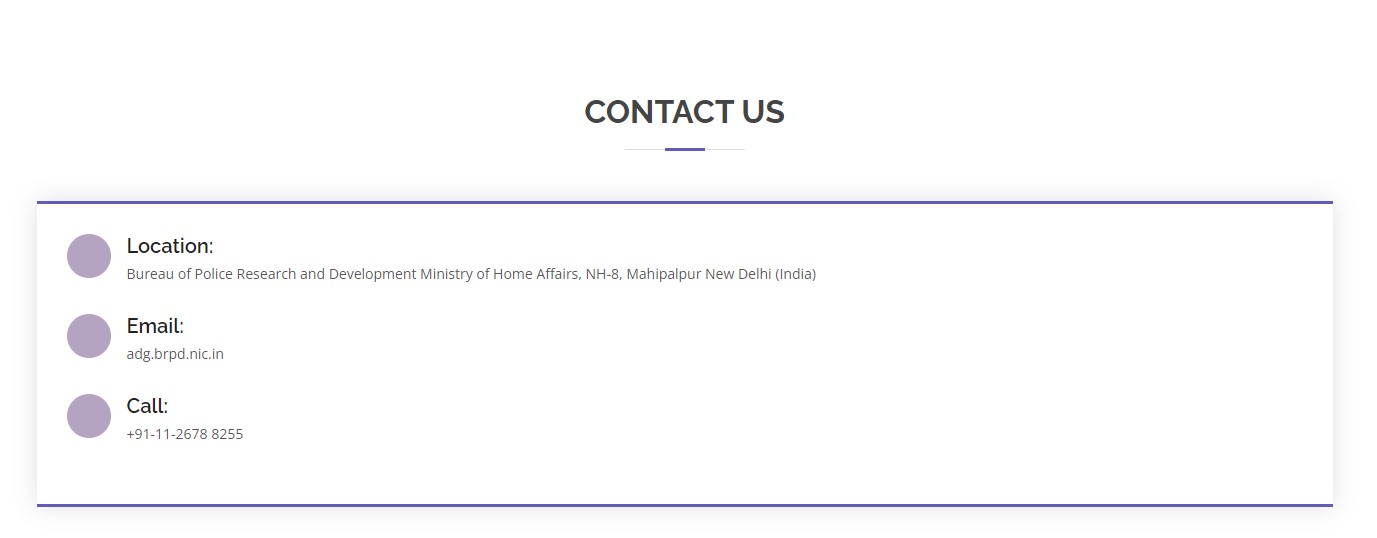 CONTACT US
Location:
Bureau of Police Research and Development Ministry of Home Affairs, NH-8, Mahipalpur New Delhi (India)
Email:
adg.brpd.nic.in
Call:
+91-11-2678 8255